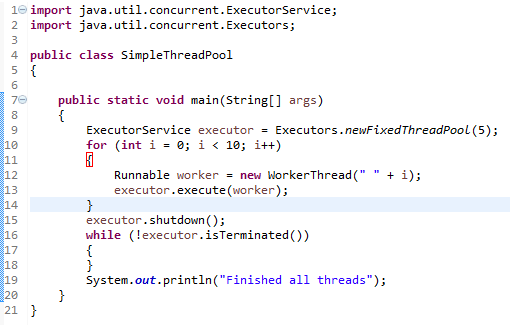 1 import java.util.concurrent.ExecutorService;
2 import java.util.concurrent.Executors;
3
4 public class SimpleThreadPool
5 {
6
7     public static void main(String[] args)
8     {
9         ExecutorService executor = Executors.newFixedThreadPool(5);
10         for (int i = 0; i < 10; i++)
11         {
12             Runnable worker = new WorkerThread(" " + i);
13             executor.execute(worker);
14         }
15         executor.shutdown();
16         while (!executor.isTerminated())
17         {
18         }
19         System.out.println("Finished all threads");
20     }
21 }